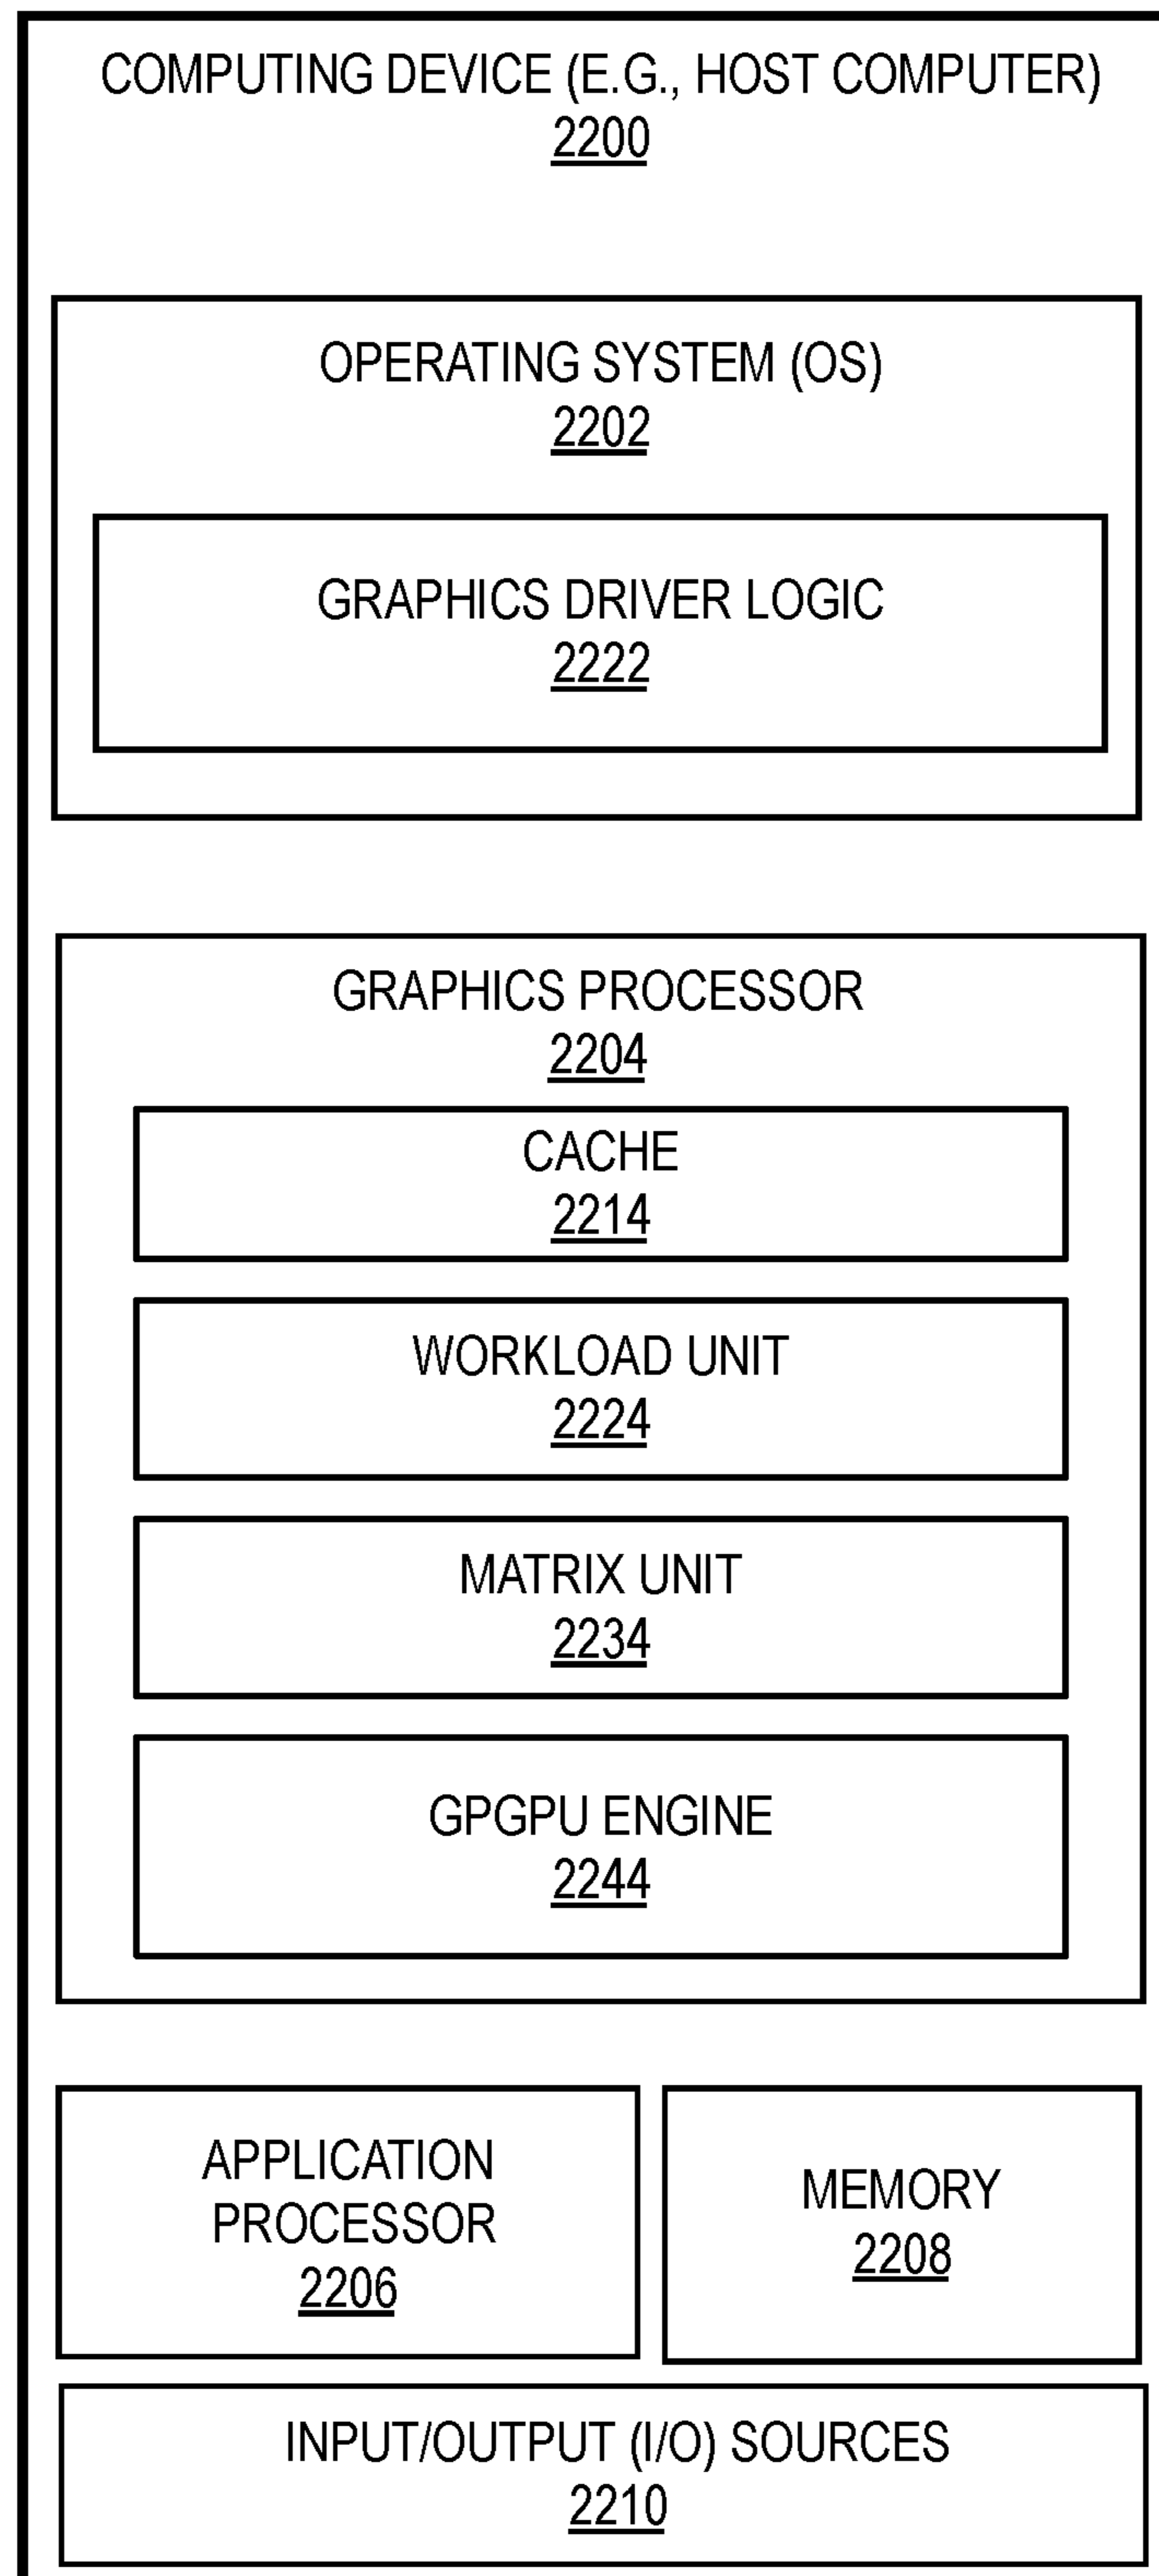 COMPUTING DEVICE (E.G., HOST COMPUTER)
2200
OPERATING SYSTEM (OS)
2202
GRAPHICS DRIVER LOGIC
2222
GRAPHICS PROCESSOR
2204
CACHE
2214
WORKLOAD UNIT
2224
MATRIX UNIT
2234
GPGPU ENGINE
2244
APPLICATION
PROCESSOR
2206
MEMORY
2208
INPUT/OUTPUT (I/O) SOURCES
2210